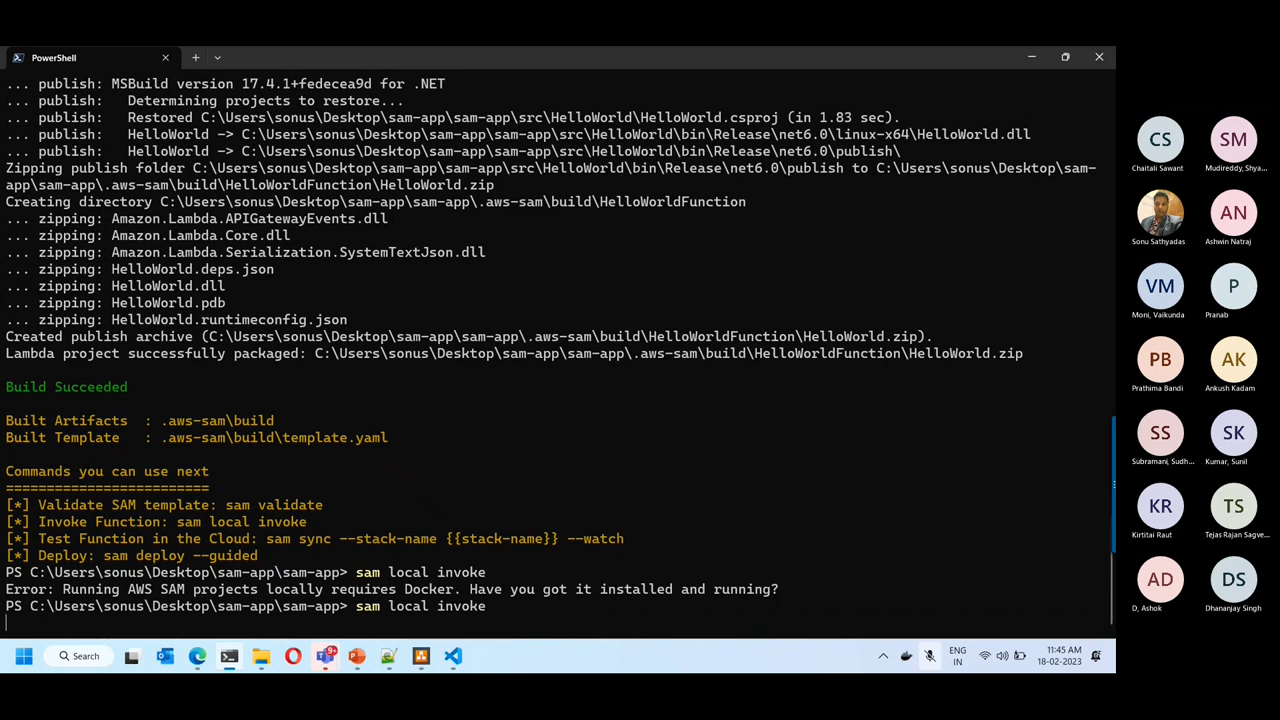 PowerShell
... publish: MSBuild version 17.4.1+fedecea9d for .NET
... publish:   Determining projects to restore...
... publish:   Restored C:\Users\sonus\Desktop\sam-app\sam-app\src\HelloWorld\HelloWorld.csproj (in 1.83 sec).
... publish:   HelloWorld -> C:\Users\sonus\Desktop\sam-app\sam-app\src\HelloWorld\bin\Release\net6.0\linux-x64\HelloWorld.dll
... publish:   HelloWorld -> C:\Users\sonus\Desktop\sam-app\sam-app\src\HelloWorld\bin\Release\net6.0\publish\
Zipping publish folder C:\Users\sonus\Desktop\sam-app\sam-app\src\HelloWorld\bin\Release\net6.0\publish to C:\Users\sonus\Desktop\sam-
app\sam-app\.aws-sam\build\HelloWorldFunction\HelloWorld.zip
Creating directory C:\Users\sonus\Desktop\sam-app\sam-app\.aws-sam\build\HelloWorldFunction
... zipping: Amazon.Lambda.APIGatewayEvents.dll
... zipping: Amazon.Lambda.Core.dll
... zipping: Amazon.Lambda.Serialization.SystemTextJson.dll
... zipping: HelloWorld.deps.json
... zipping: HelloWorld.dll
... zipping: HelloWorld.pdb
... zipping: HelloWorld.runtimeconfig.json
Created publish archive (C:\Users\sonus\Desktop\sam-app\sam-app\.aws-sam\build\HelloWorldFunction\HelloWorld.zip).
Lambda project successfully packaged: C:\Users\sonus\Desktop\sam-app\sam-app\.aws-sam\build\HelloWorldFunction\HelloWorld.zip
Build Succeeded
Built Artifacts  : .aws-sam\build
Built Template   : .aws-sam\build\template.yaml
Commands you can use next
=========================
[*] Validate SAM template: sam validate
[*] Invoke Function: sam local invoke
[*] Test Function in the Cloud: sam sync --stack-name {{stack-name}} --watch
[*] Deploy: sam deploy --guided
PS C:\Users\sonus\Desktop\sam-app\sam-app> sam local invoke
Error: Running AWS SAM projects locally requires Docker. Have you got it installed and running?
PS C:\Users\sonus\Desktop\sam-app\sam-app> sam local invoke
Search
9+
ENG
IN
11:45 AM
18-02-2023
CS
SM
Chaitali Sawant
Mudireddy, Shya...
AN
Sonu Sathyadas
Ashwin Natraj
VM
P
Moni, Vaikunda
Pranab
PB
AK
Prathima Bandi
Ankush Kadam
SS
SK
Subramani, Sudh...
Kumar, Sunil
KR
TS
Kirtitai Raut
Tejas Rajan Sagve...
AD
DS
D, Ashok
Dhananjay Singh